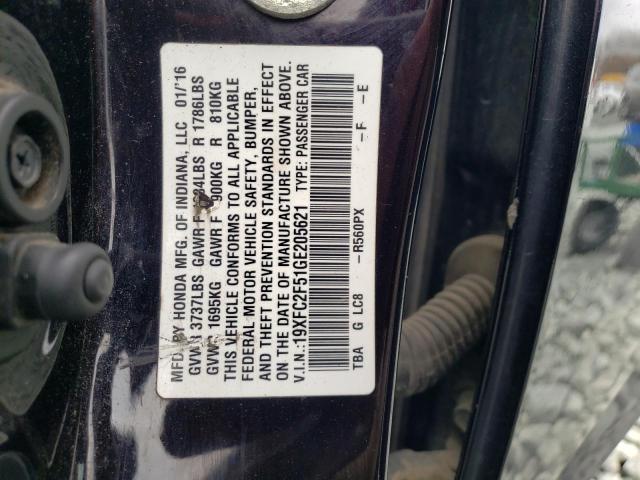 MFD. BY HONDA MFG. OF INDIANA, LLC 01/'16
3737LBS GAWR F R 1786LBS
1695KG GAWR F 900KG R 810KG
THIS VEHICLE CONFORMS TO ALL APPLICABLE
FEDERAL MOTOR VEHICLE SAFETY, BUMPER,
AND THEFT PREVENTION STANDARDS IN EFFECT
ON THE DATE OF MANUFACTURE SHOWN ABOVE.
V.I.N.:19XFC2F51GE205621 TYPE: PASSENGER CAR
TBA G LC8 -R560PX -F -E